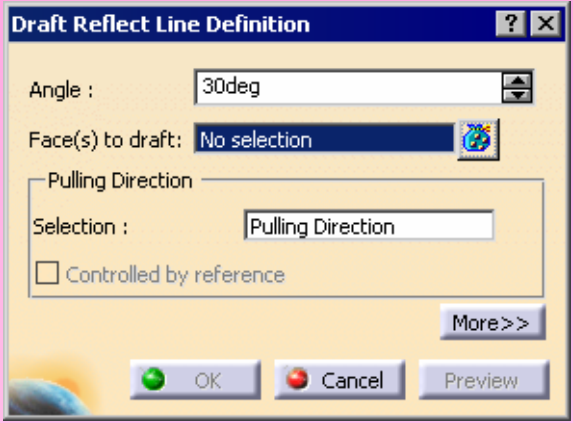 Draft Reflect Line Definition ? X
Angle : 30deg
Face(s) to draft: No selection
Pulling Direction
Selection : Pulling Direction
Controlled by reference
More>>
OK Cancel Preview